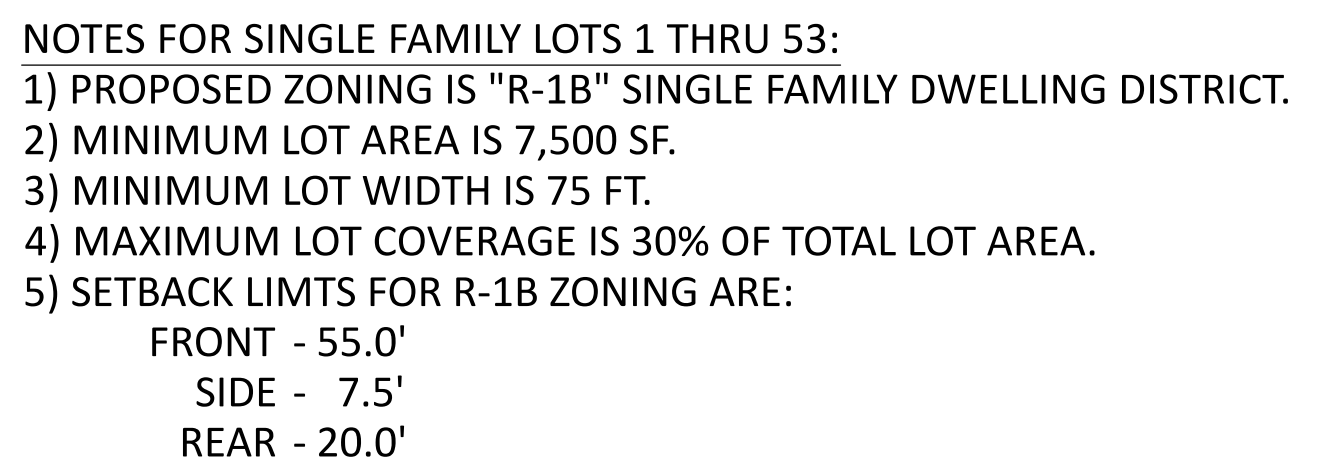 NOTES FOR SINGLE FAMILY LOTS 1 THRU 53:
1) PROPOSED ZONING IS "R-1B" SINGLE FAMILY DWELLING DISTRICT.
2) MINIMUM LOT AREA IS 7,500 SF.
3) MINIMUM LOT WIDTH IS 75 FT.
4) MAXIMUM LOT COVERAGE IS 30% OF TOTAL LOT AREA.
5) SETBACK LIMTS FOR R-1B ZONING ARE:
FRONT - 55.0'
SIDE - 7.5'
REAR - 20.0'